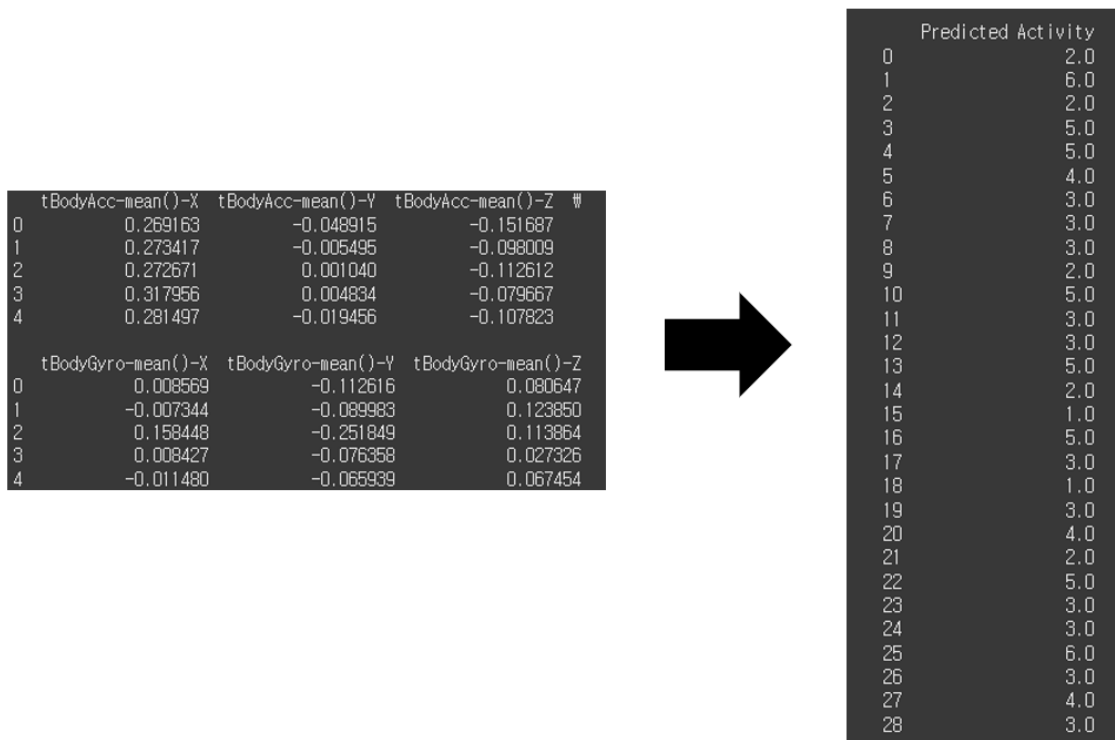 tBodyAcc-mean()-X tBodyAcc-mean()-Y tBodyAcc-mean()-Z ₩
0 0.269163 -0.048915 -0.151687
1 0.273417 -0.005495 -0.098009
2 0.272671 0.001040 -0.112612
3 0.317956 0.004834 -0.079667
4 0.281497 -0.019456 -0.107823
tBodyGyro-mean()-X tBodyGyro-mean()-Y tBodyGyro-mean()-Z
0 0.008569 -0.112616 0.080647
1 -0.007344 -0.089983 0.123850
2 0.158448 -0.251849 0.113864
3 0.008427 -0.076358 0.027326
4 -0.011480 -0.065939 0.067454
Predicted Activity
0 2.0
1 6.0
2 2.0
3 5.0
4 5.0
5 4.0
6 3.0
7 3.0
8 3.0
9 2.0
10 5.0
11 3.0
12 3.0
13 5.0
14 2.0
15 1.0
16 5.0
17 3.0
18 1.0
19 3.0
20 4.0
21 2.0
22 5.0
23 3.0
24 3.0
25 6.0
26 3.0
27 4.0
28 3.0